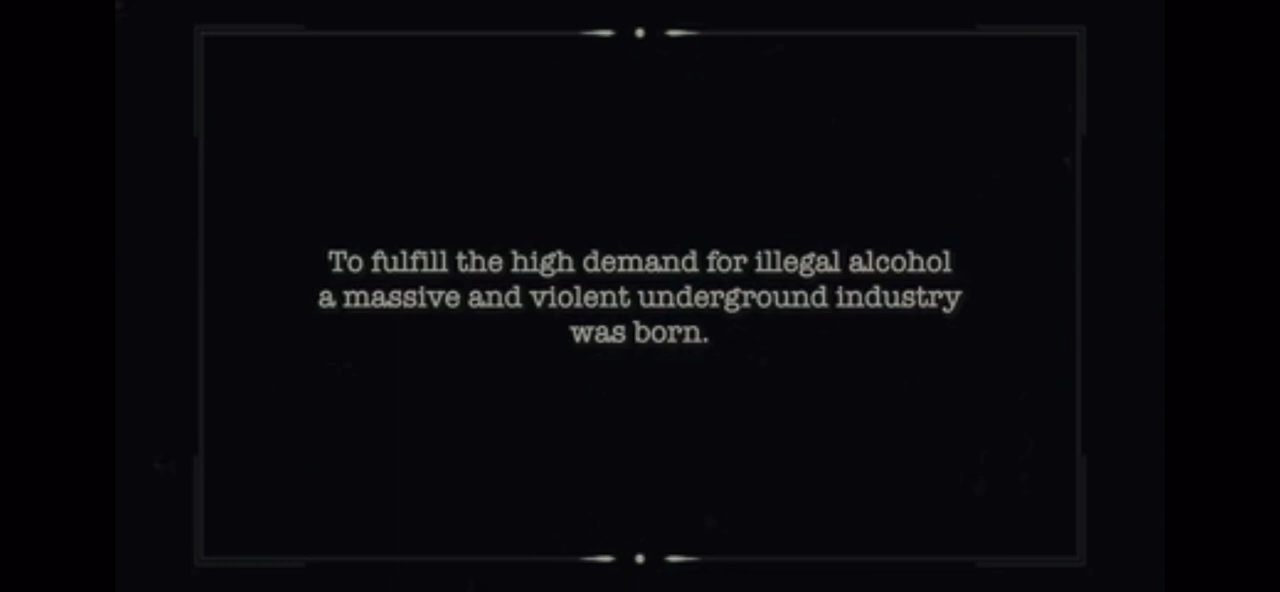 To fulfill the high demand for illegal alcohol
a massive and violent underground industry
was born.